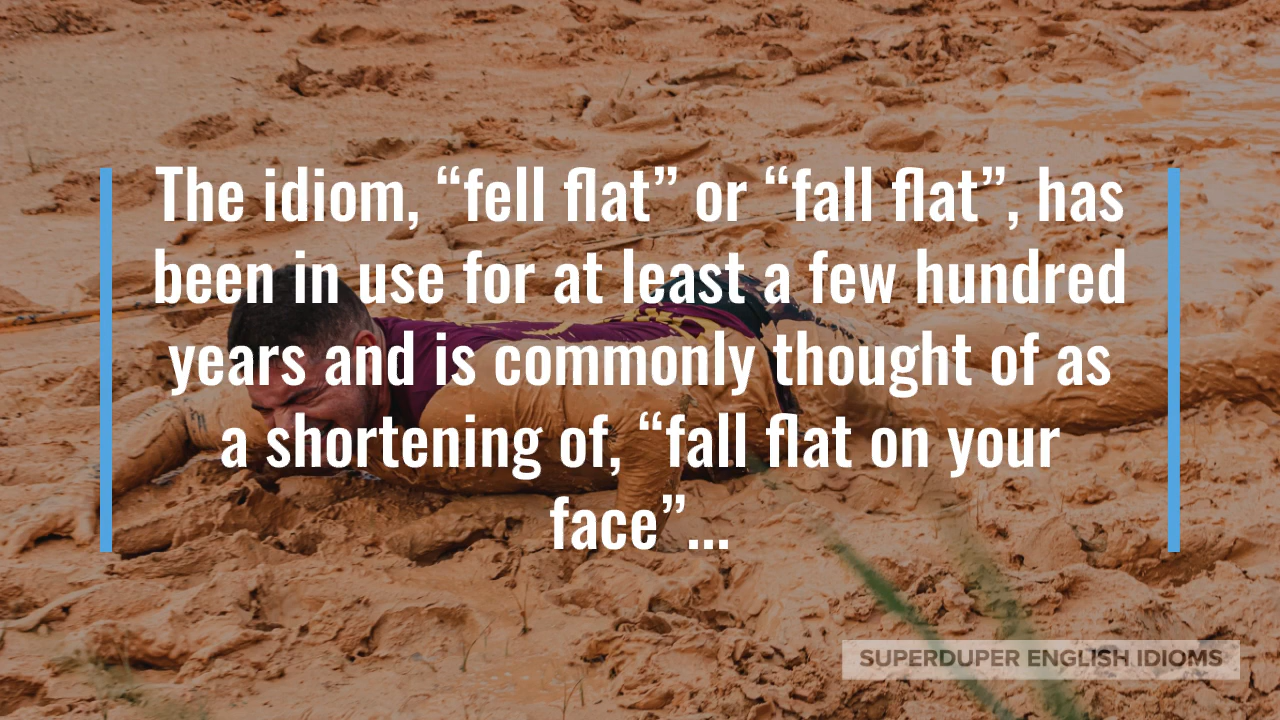 The idiom, “fell flat” or “fall flat”, has
been in use for at least a few hundred
years and is commonly thought of as
a shortening of, “fall flat on your
face”...
SUPERDUPER ENGLISH IDIOMS